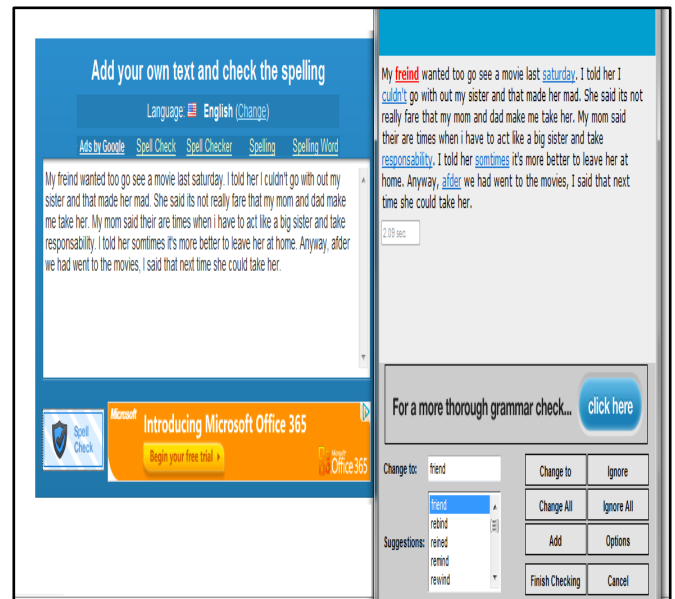 Add your own text and check the spelling
Language: English (Change)
Ads by Google Spell Check Spell Checker Spelling Spelling Word
My freind wanted too go see a movie last saturday. I told her I culdn't go with out my
sister and that made her mad. She said its not really fare that my mom and dad make
me take her. My mom said their are times when i have to act like a big sister and take
responsability. I told her somtimes it's more better to leave her at home. Anyway, afder
we had went to the movies, I said that next time she could take her.
Spell
Check
Microsoft
Introducing Microsoft Office 365
Begin your free trial
Microsoft
Office 365
My freind wanted too go see a movie last saturday. I told her I
culdn't go with out my sister and that made her mad. She said its not
really fare that my mom and dad make me take her. My mom said
their are times when i have to act like a big sister and take
responsability. I told her somtimes it's more better to leave her at
home. Anyway, afder we had went to the movies, I said that next
time she could take her.
2.09 sec
For a more thorough grammar check... click here
Change to: friend
Change to Ignore
Suggestions:
friend
rebind
reined
remind
rewind
Change All Ignore All
Add Options
Finish Checking Cancel